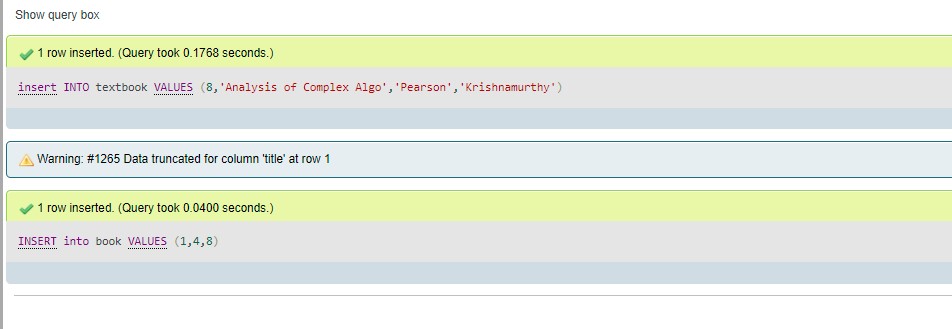 Show query box
1 row inserted. (Query took 0.1768 seconds.)
insert INTO textbook VALUES (8,'Analysis of Complex Algo','Pearson','Krishnamurthy')
Warning: #1265 Data truncated for column 'title' at row 1
1 row inserted. (Query took 0.0400 seconds.)
INSERT into book VALUES (1,4,8)